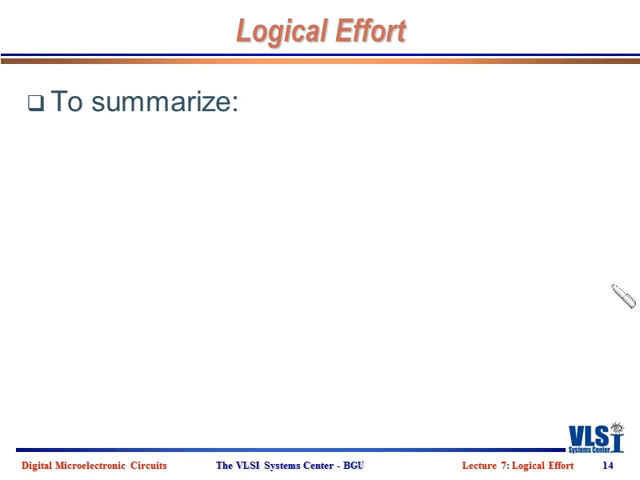 Logical Effort
To summarize:
VLSI
Systems Center
Digital Microelectronic Circuits
The VLSI Systems Center - BGU
Lecture 7: Logical Effort
14